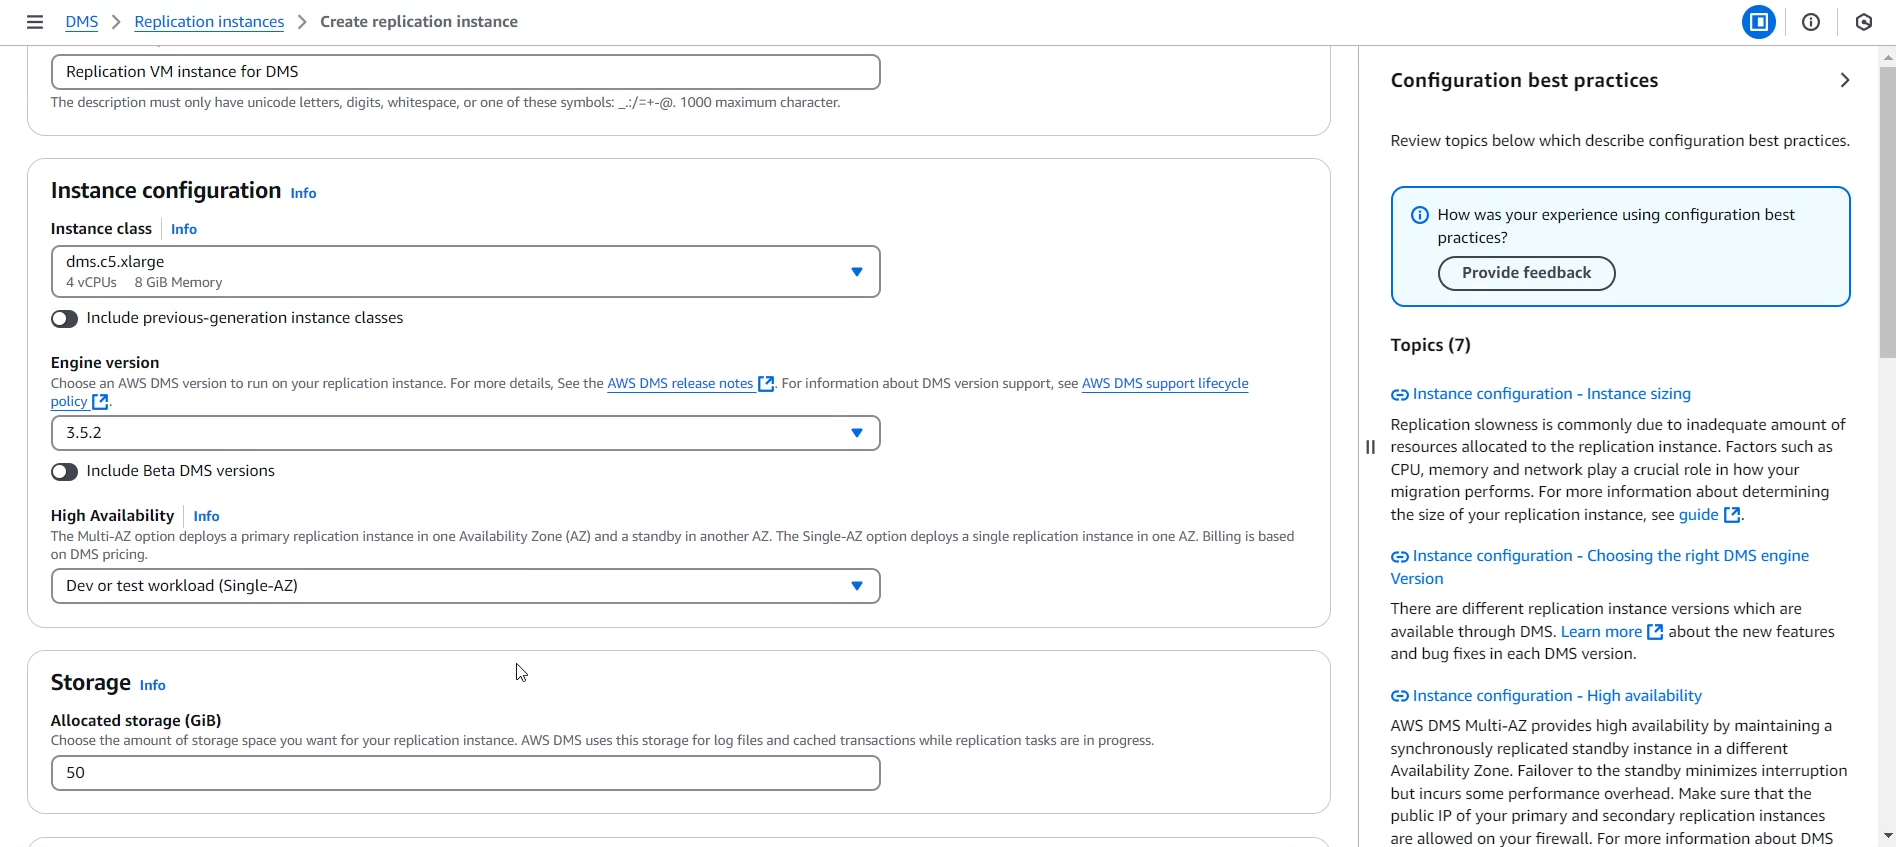 DMS > Replication instances > Create replication instance
Replication VM instance for DMS
The description must only have unicode letters, digits, whitespace, or one of these symbols: _.:/=+-@. 1000 maximum character.
Instance configuration Info
Instance class Info
dms.c5.xlarge
4 vCPUs 8 GiB Memory
Include previous-generation instance classes
Engine version
Choose an AWS DMS version to run on your replication instance. For more details, See the AWS DMS release notes. For information about DMS version support, see AWS DMS support lifecycle
policy.
3.5.2
Include Beta DMS versions
High Availability Info
The Multi-AZ option deploys a primary replication instance in one Availability Zone (AZ) and a standby in another AZ. The Single-AZ option deploys a single replication instance in one AZ. Billing is based
on DMS pricing.
Dev or test workload (Single-AZ)
Storage Info
Allocated storage (GiB)
Choose the amount of storage space you want for your replication instance. AWS DMS uses this storage for log files and cached transactions while replication tasks are in progress.
50
Configuration best practices
Review topics below which describe configuration best practices.
How was your experience using configuration best
practices?
Provide feedback
Topics (7)
Instance configuration - Instance sizing
Replication slowness is commonly due to inadequate amount of
resources allocated to the replication instance. Factors such as
CPU, memory and network play a crucial role in how your
migration performs. For more information about determining
the size of your replication instance, see guide.
Instance configuration - Choosing the right DMS engine
Version
There are different replication instance versions which are
available through DMS. Learn more about the new features
and bug fixes in each DMS version.
Instance configuration - High availability
AWS DMS Multi-AZ provides high availability by maintaining a
synchronously replicated standby instance in a different
Availability Zone. Failover to the standby minimizes interruption
but incurs some performance overhead. Make sure that the
public IP of your primary and secondary replication instances
are allowed on your firewall. For more information about DMS